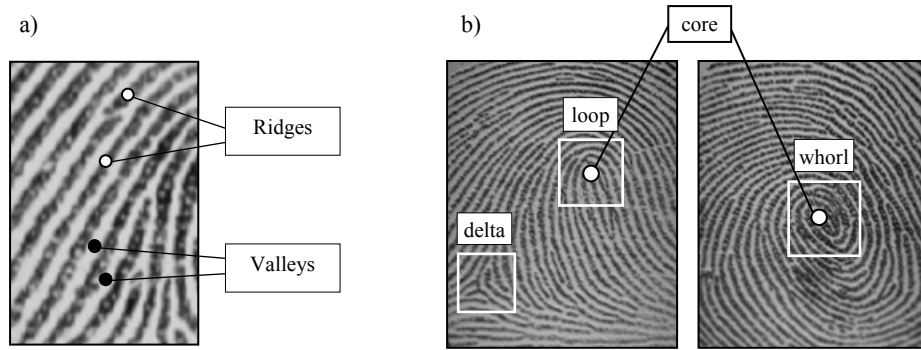 a)
Ridges
Valleys
b)
core
loop
whorl
delta